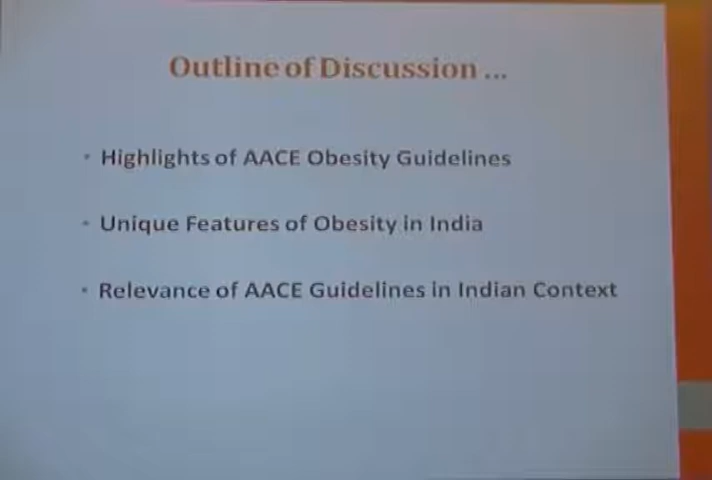 Outline of Discussion ...
• Highlights of AACE Obesity Guidelines
• Unique Features of Obesity in India
• Relevance of AACE Guidelines in Indian Context